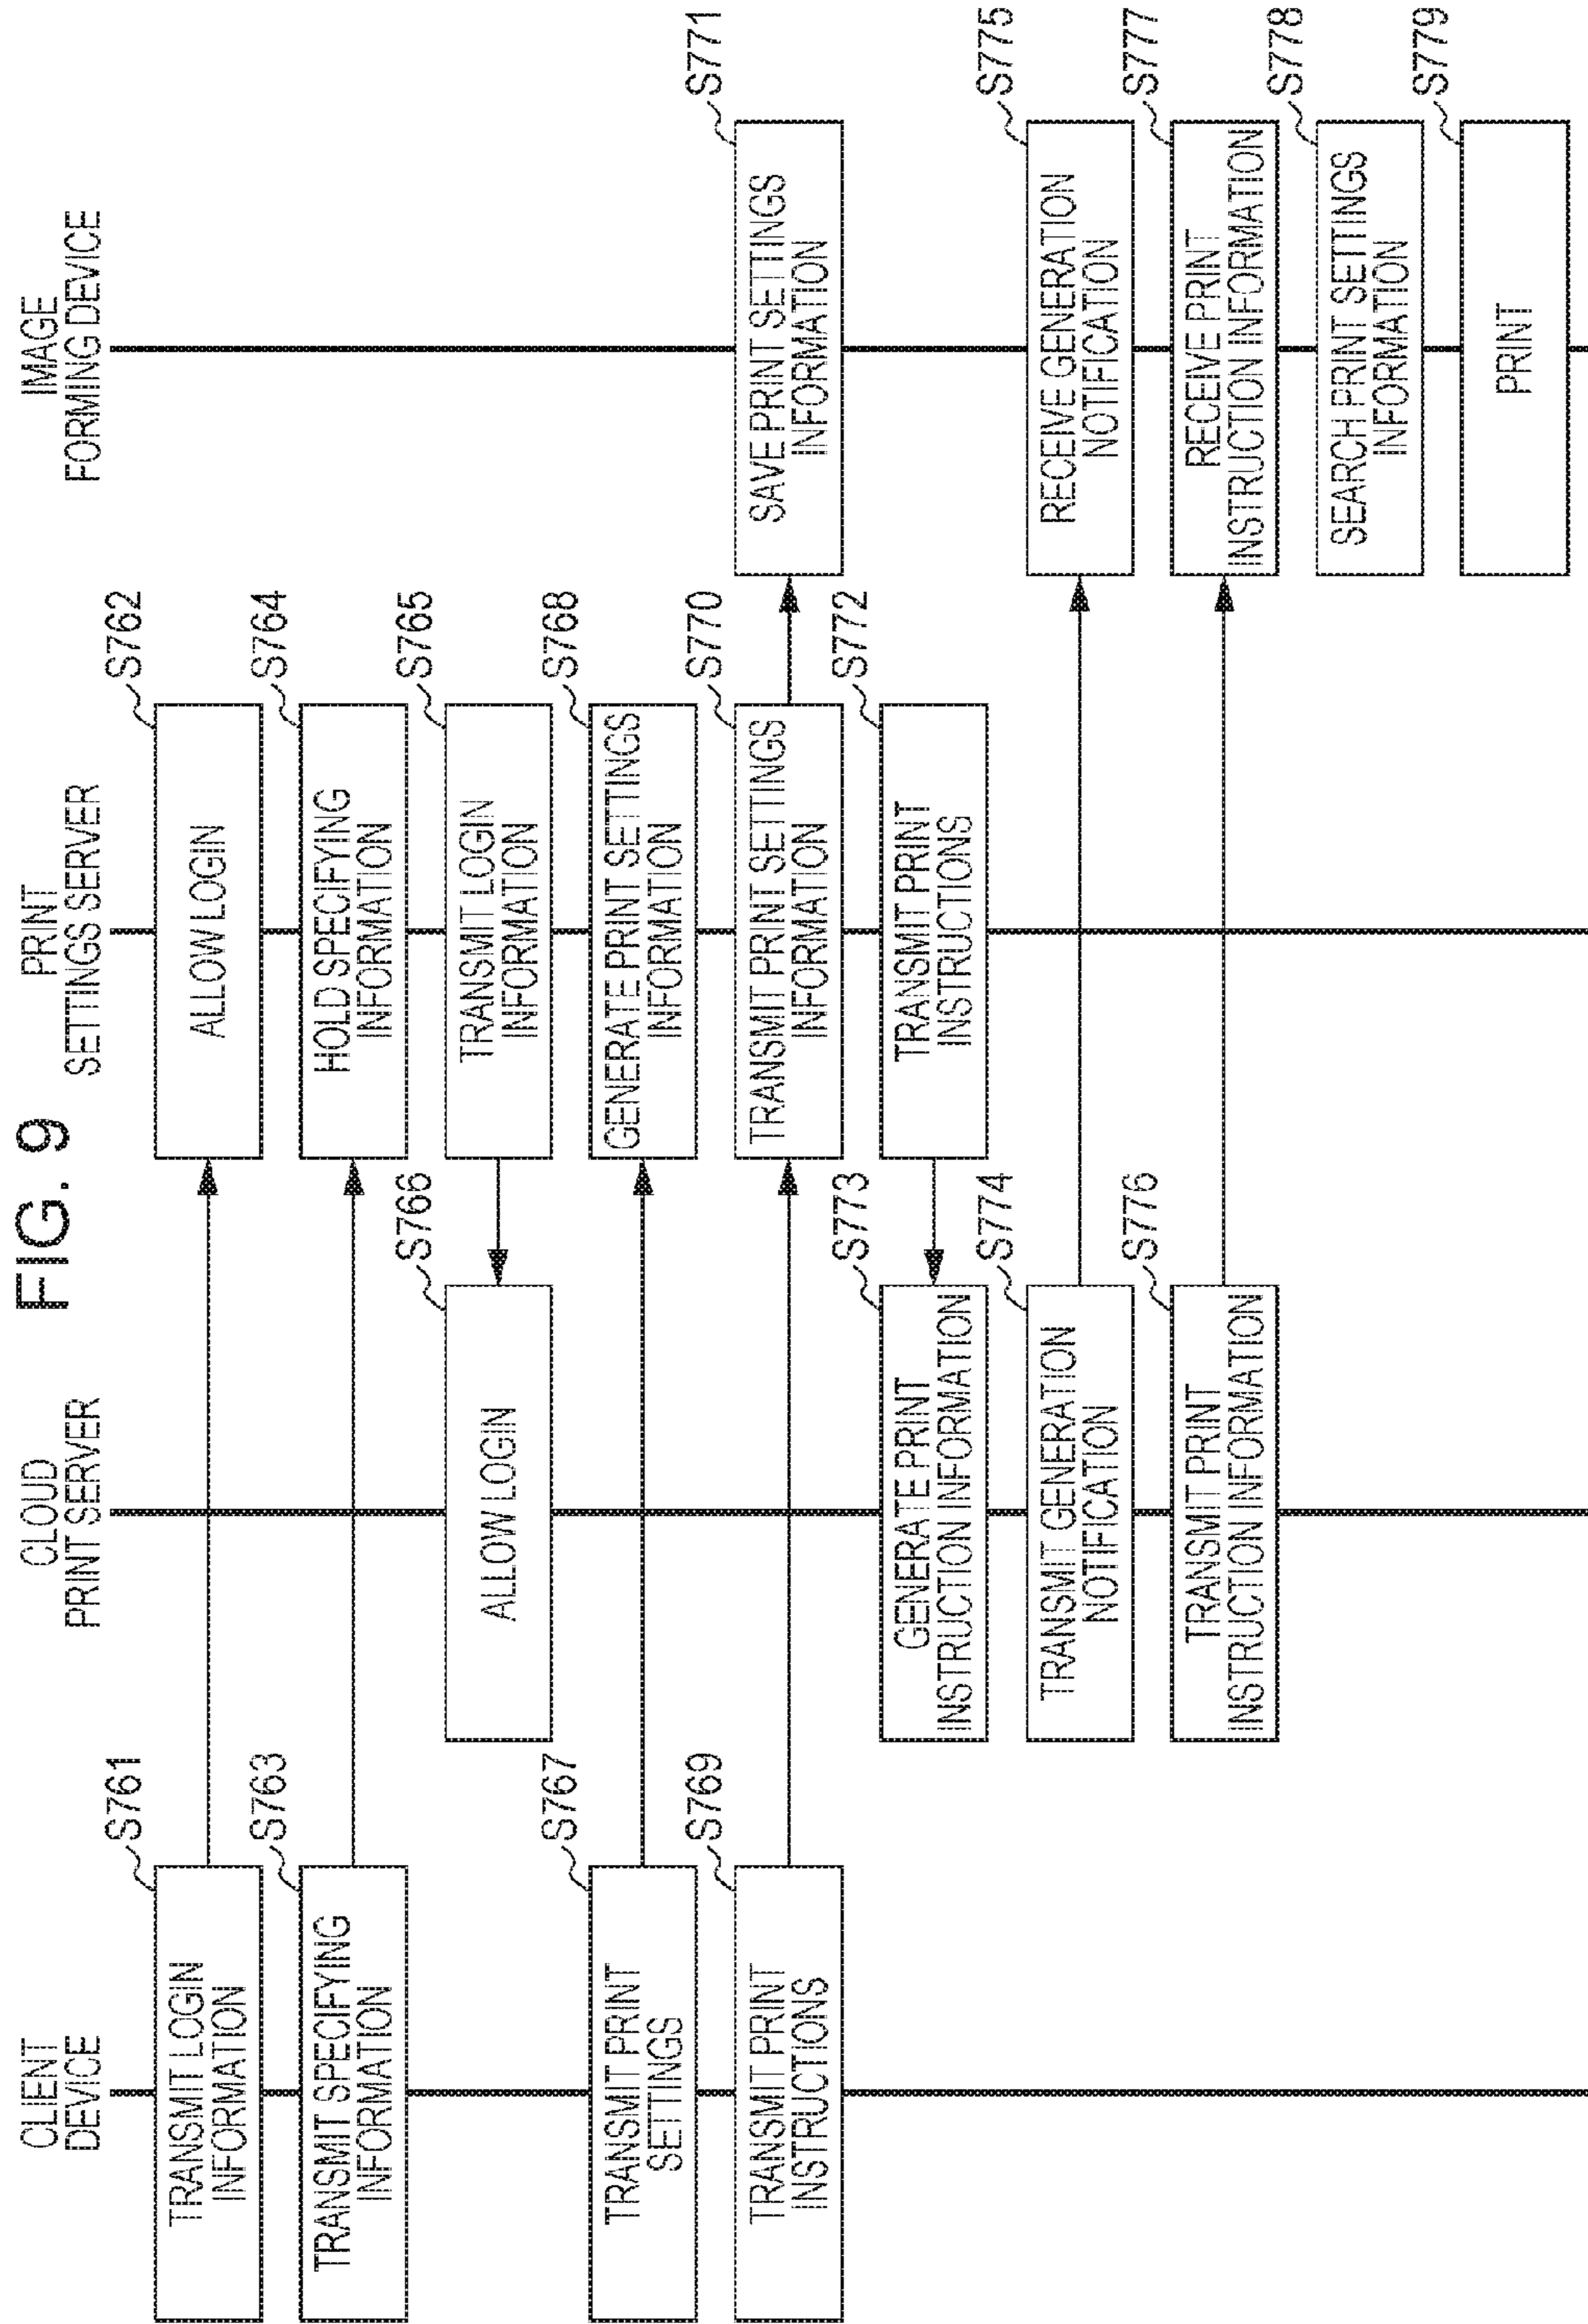 FIG. 9
CLIENT
DEVICE
CLOUD
PRINT SERVER
PRINT
SETTINGS SERVER
IMAGE
FORMING DEVICE
S761
TRANSMIT LOGIN
INFORMATION
S762
ALLOW LOGIN
S763
TRANSMIT SPECIFYING
INFORMATION
S764
HOLD SPECIFYING
INFORMATION
S765
TRANSMIT LOGIN
INFORMATION
S766
ALLOW LOGIN
S767
TRANSMIT PRINT
SETTINGS
S768
GENERATE PRINT SETTINGS
INFORMATION
S769
TRANSMIT PRINT
INSTRUCTIONS
S770
TRANSMIT PRINT SETTINGS
INFORMATION
S771
SAVE PRINT SETTINGS
INFORMATION
S772
TRANSMIT PRINT
INSTRUCTIONS
S773
GENERATE PRINT
INSTRUCTION INFORMATION
S774
TRANSMIT GENERATION
NOTIFICATION
S775
RECEIVE GENERATION
NOTIFICATION
S776
TRANSMIT PRINT
INSTRUCTION INFORMATION
S777
RECEIVE PRINT
INSTRUCTION INFORMATION
S778
SEARCH PRINT SETTINGS
INFORMATION
S779
PRINT